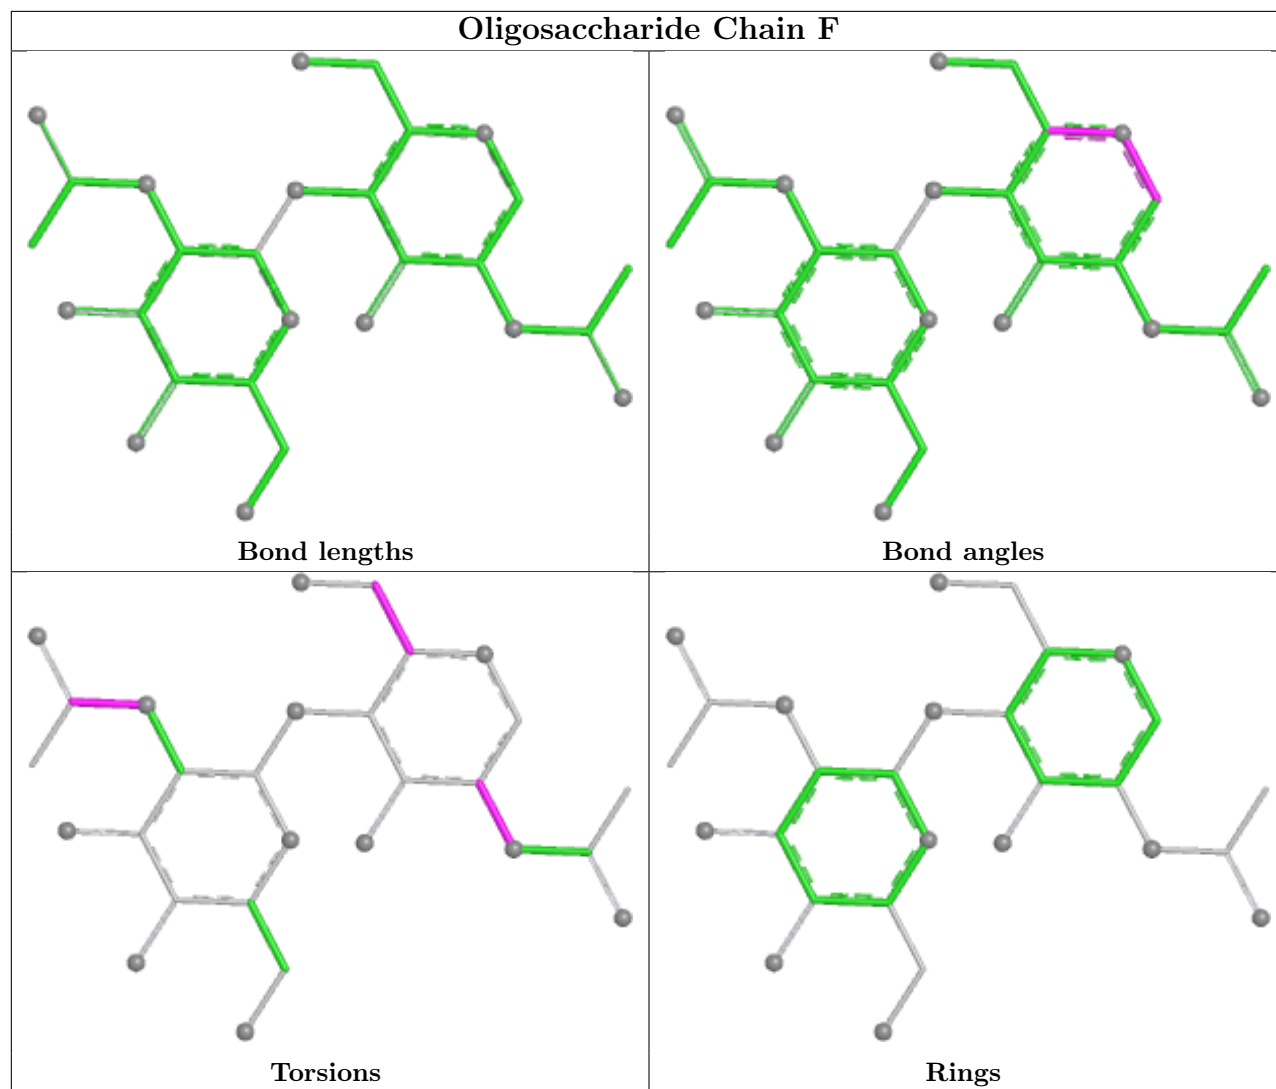 Oligosaccharide Chain F
Bond lengths
Bond angles
Torsions
Rings